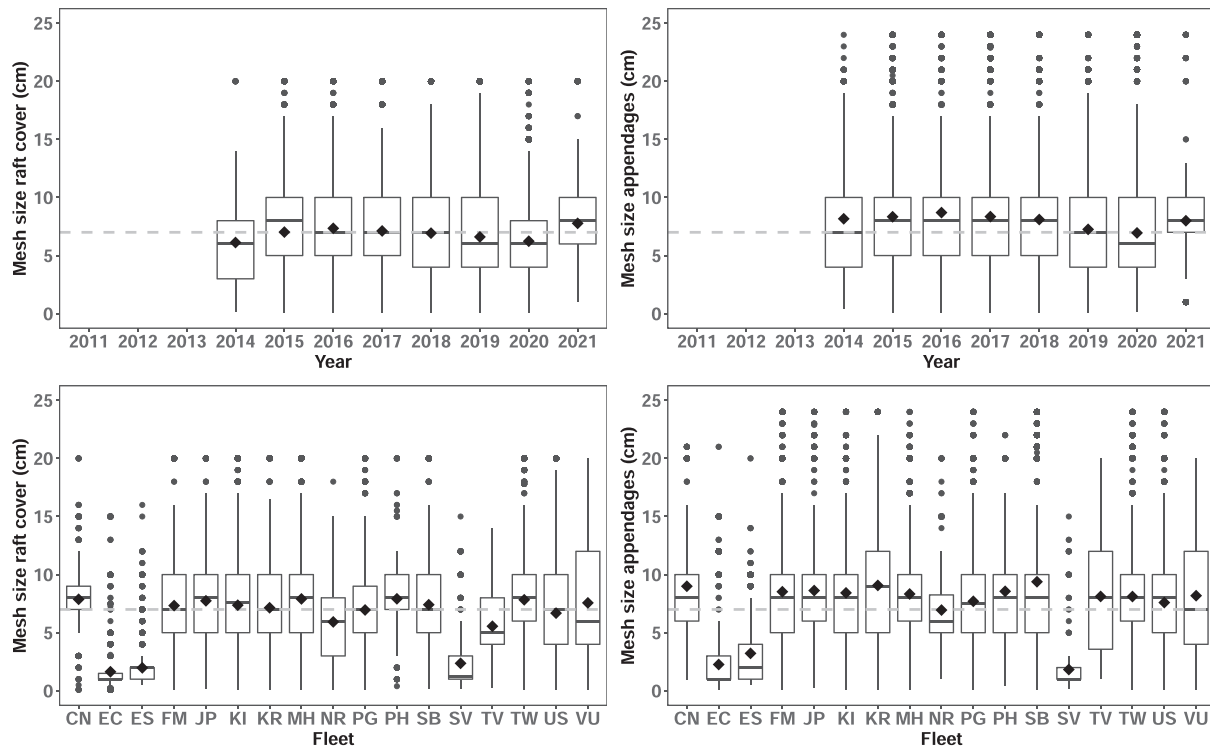 Mesh size raft cover (cm)
25
20
15
10
5
0
2011 2012 2013 2014 2015 2016 2017 2018 2019 2020 2021
Year
Mesh size appendages (cm)
25
20
15
10
5
0
2011 2012 2013 2014 2015 2016 2017 2018 2019 2020 2021
Year
Mesh size raft cover (cm)
25
20
15
10
5
0
CN EC ES FM JP KI KR MH NR PG PH SB SV TV TW US VU
Fleet
Mesh size appendages (cm)
25
20
15
10
5
0
CN EC ES FM JP KI KR MH NR PG PH SB SV TV TW US VU
Fleet